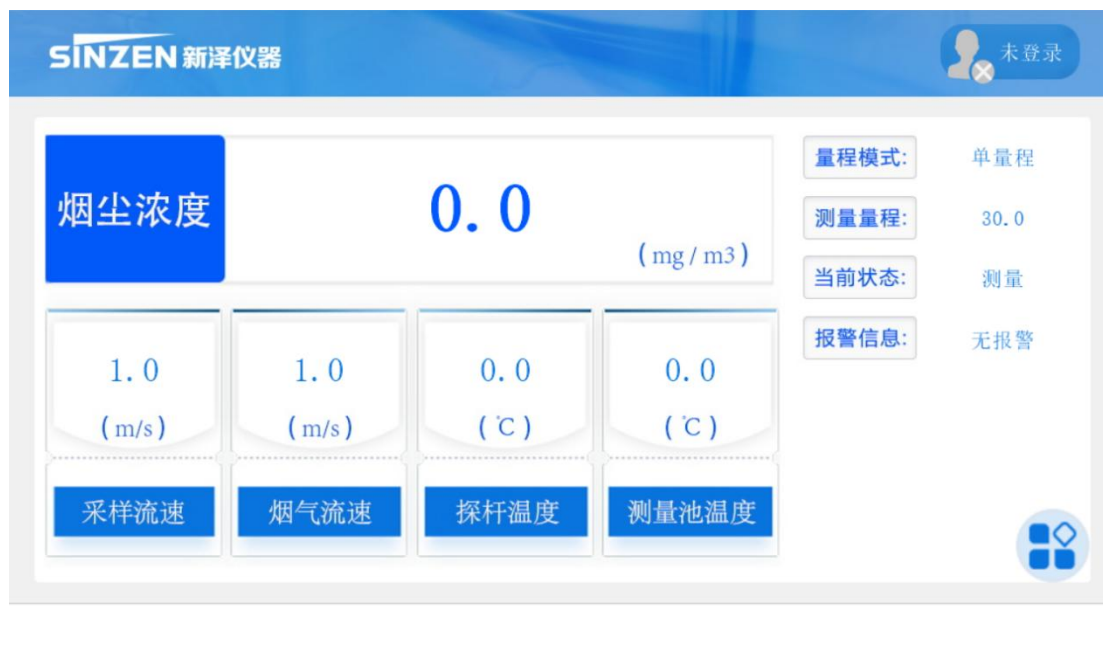 SINZEN 新泽仪器
未登录
烟尘浓度
0.0
(mg/m3)
量程模式:
单量程
测量量程:
30.0
当前状态:
测量
报警信息:
无报警
1.0
1.0
0.0
0.0
(m/s)
(m/s)
(℃)
(℃)
采样流速
烟气流速
探杆温度
测量池温度